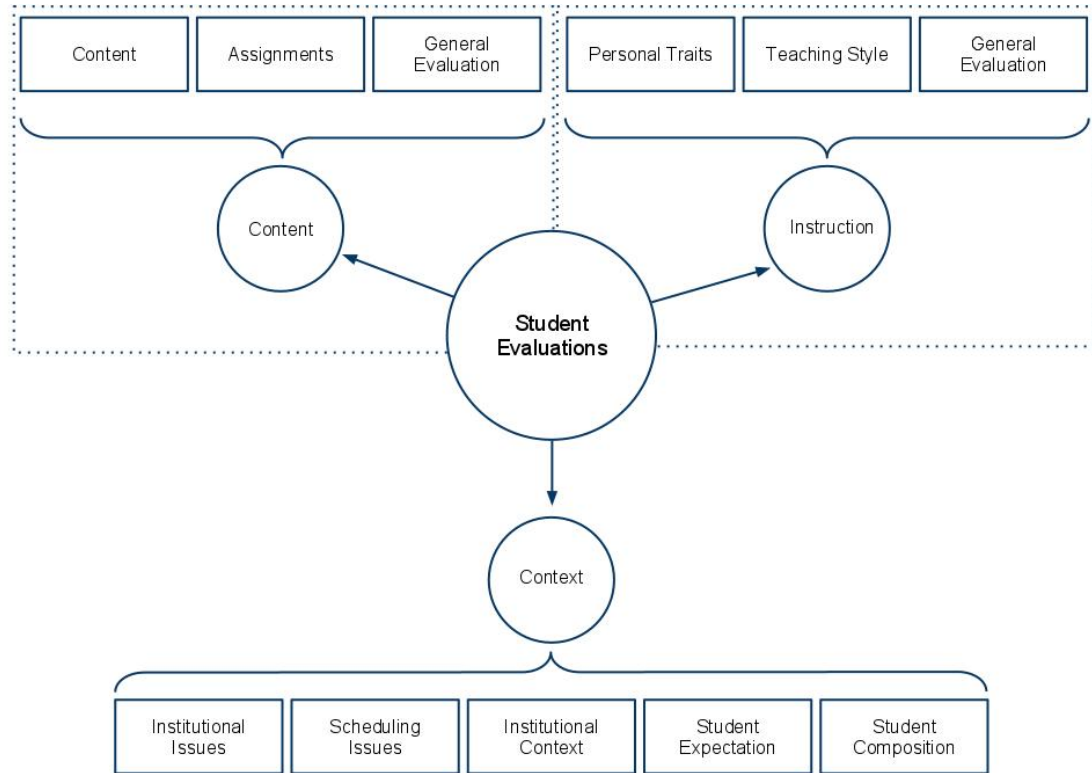 Content
Assignments
General
Evaluation
Personal Traits
Teaching Style
General
Evaluation
Content
Instruction
Student
Evaluations
Context
Institutional
Issues
Scheduling
Issues
Institutional
Context
Student
Expectation
Student
Composition